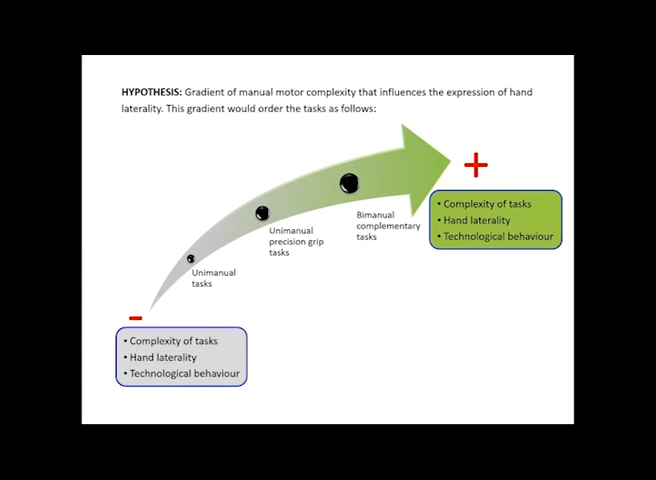 HYPOTHESIS: Gradient of manual motor complexity that influences the expression of hand
laterality. This gradient would order the tasks as follows:
+
• Complexity of tasks
• Hand laterality
• Technological behaviour
Bimanual
complementary
tasks
Unimanual
precision grip
tasks
Unimanual
tasks
−
• Complexity of tasks
• Hand laterality
• Technological behaviour